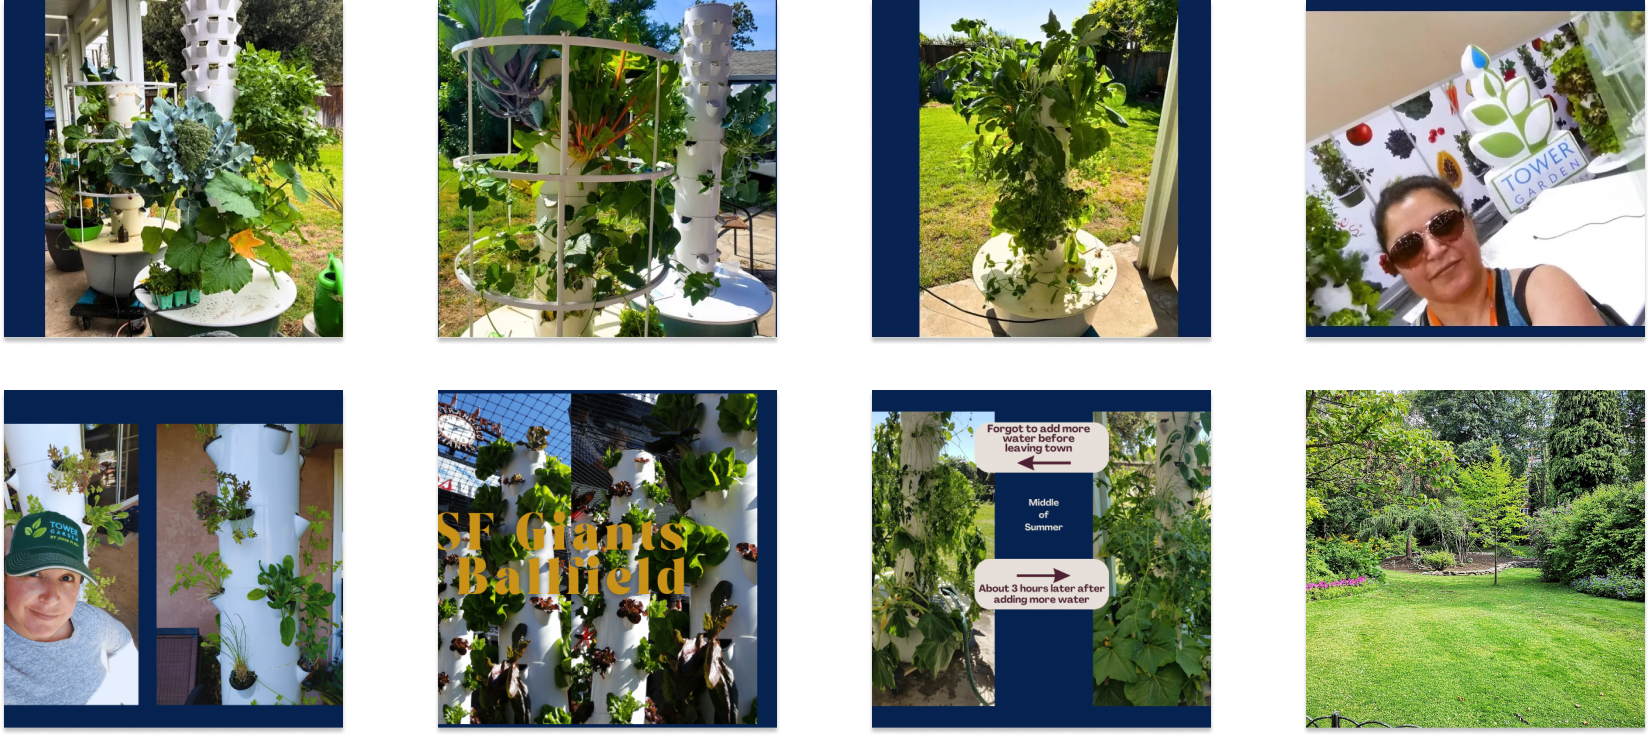 TOWER
GARDEN
TOWER
GARDEN
SF Giants
Ballfield
Forgot to add more
water before
leaving town
Middle
of
Summer
About 3 hours later after
adding more water